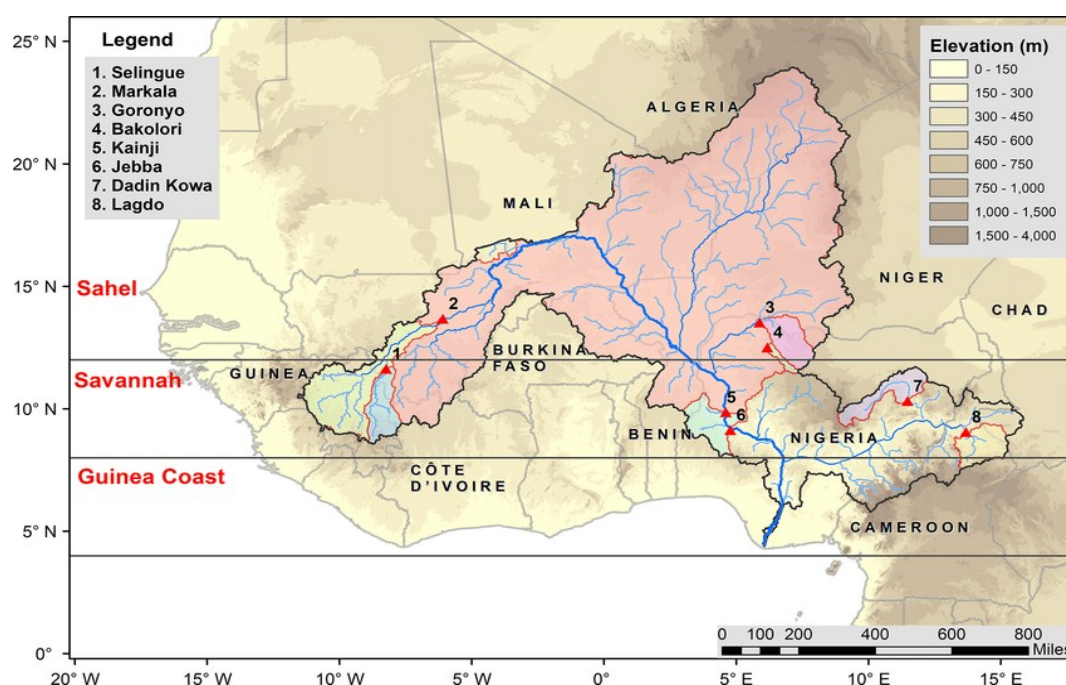 25° N
20° N
15° N
10° N
5° N
0°
20° W
15° W
10° W
5° W
0°
5° E
10° E
15° E
Legend
1. Selingue
2. Markala
3. Goronyo
4. Bakolori
5. Kainji
6. Jebba
7. Dadin Kowa
8. Lagdo
Elevation (m)
0 - 150
150 - 300
300 - 450
450 - 600
600 - 750
750 - 1,000
1,000 - 1,500
1,500 - 4,000
ALGERIA
MALI
NIGER
CHAD
Sahel
2
3
4
1
BURKINA
FASO
GUINEA
Savannah
5
6
7
8
BENIN
NIGERIA
CÔTE
D'IVOIRE
Guinea Coast
CAMEROON
0 100 200 400 600 800
Miles